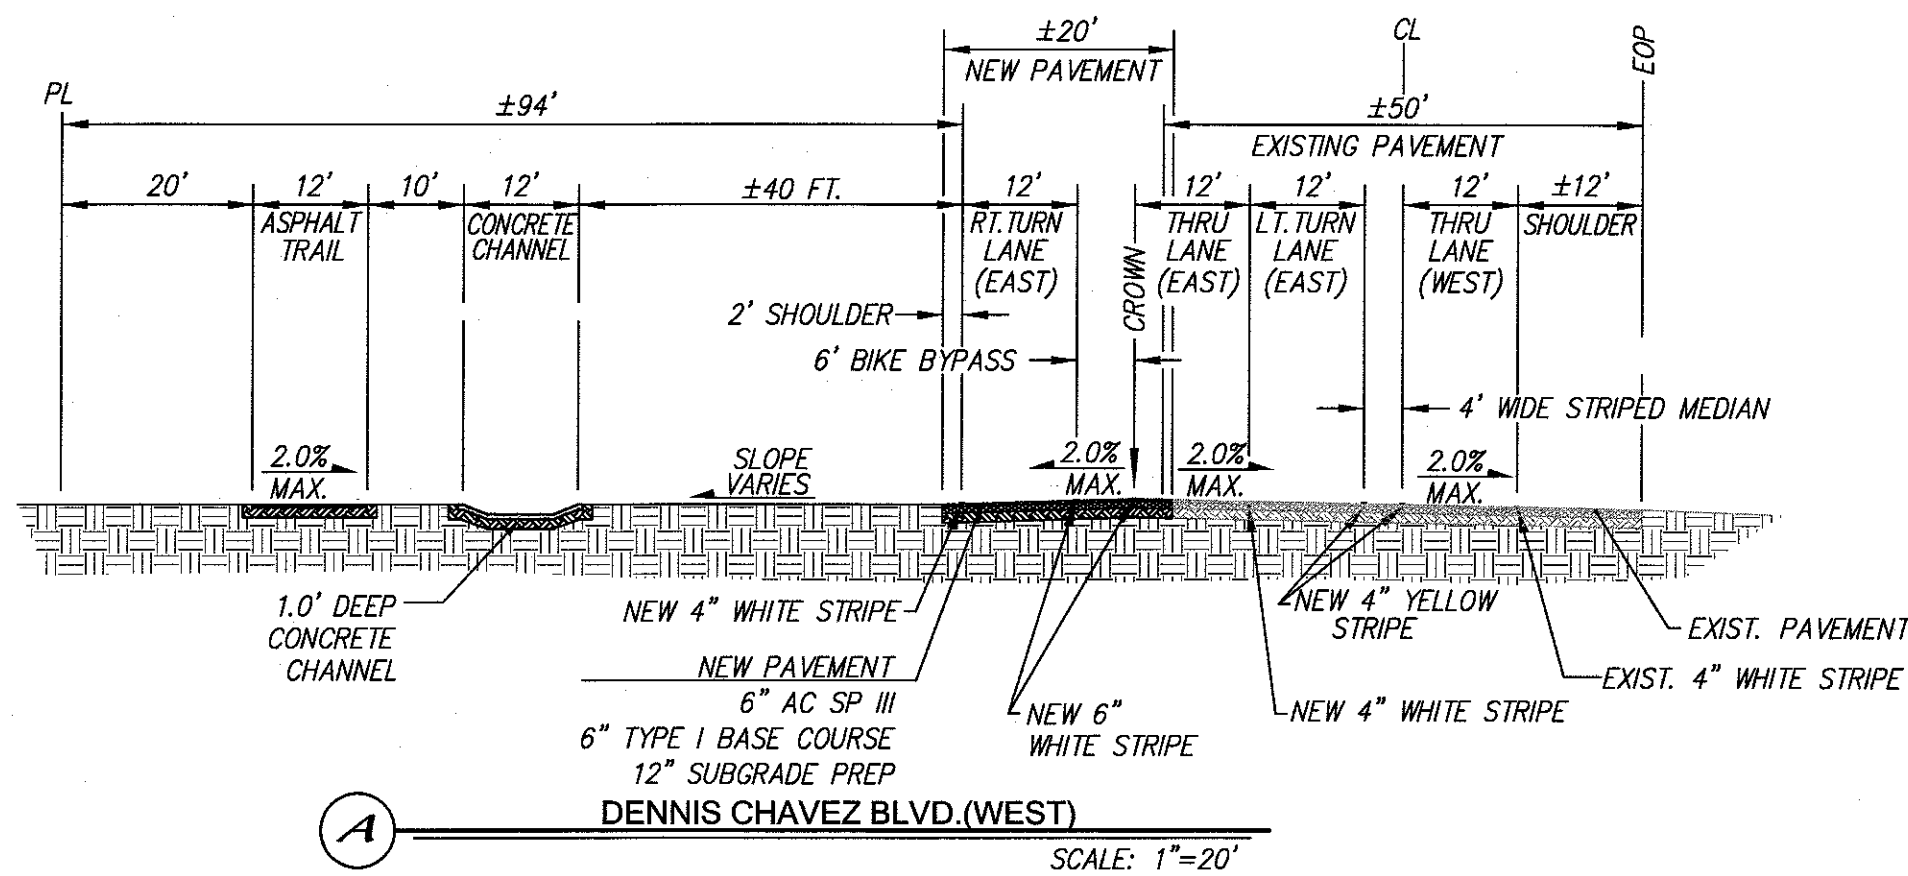 ±20'
NEW PAVEMENT
CL
EOP
PL
±94'
±50'
EXISTING PAVEMENT
20'
12'
ASPHALT
TRAIL
10'
12'
CONCRETE
CHANNEL
±40 FT.
12'
RT.TURN
LANE
(EAST)
CROWN
12'
THRU
LANE
(EAST)
12'
LT.TURN
LANE
(EAST)
12'
THRU
LANE
(WEST)
±12'
SHOULDER
2' SHOULDER
6' BIKE BYPASS
4' WIDE STRIPED MEDIAN
2.0%
MAX.
SLOPE
VARIES
2.0%
MAX.
2.0%
MAX.
2.0%
MAX.
1.0' DEEP
CONCRETE
CHANNEL
NEW 4" WHITE STRIPE
NEW PAVEMENT
6" AC SP III
6" TYPE I BASE COURSE
12" SUBGRADE PREP
NEW 6"
WHITE STRIPE
NEW 4" YELLOW
STRIPE
NEW 4" WHITE STRIPE
EXIST. PAVEMENT
EXIST. 4" WHITE STRIPE
A
DENNIS CHAVEZ BLVD.(WEST)
SCALE: 1"=20'